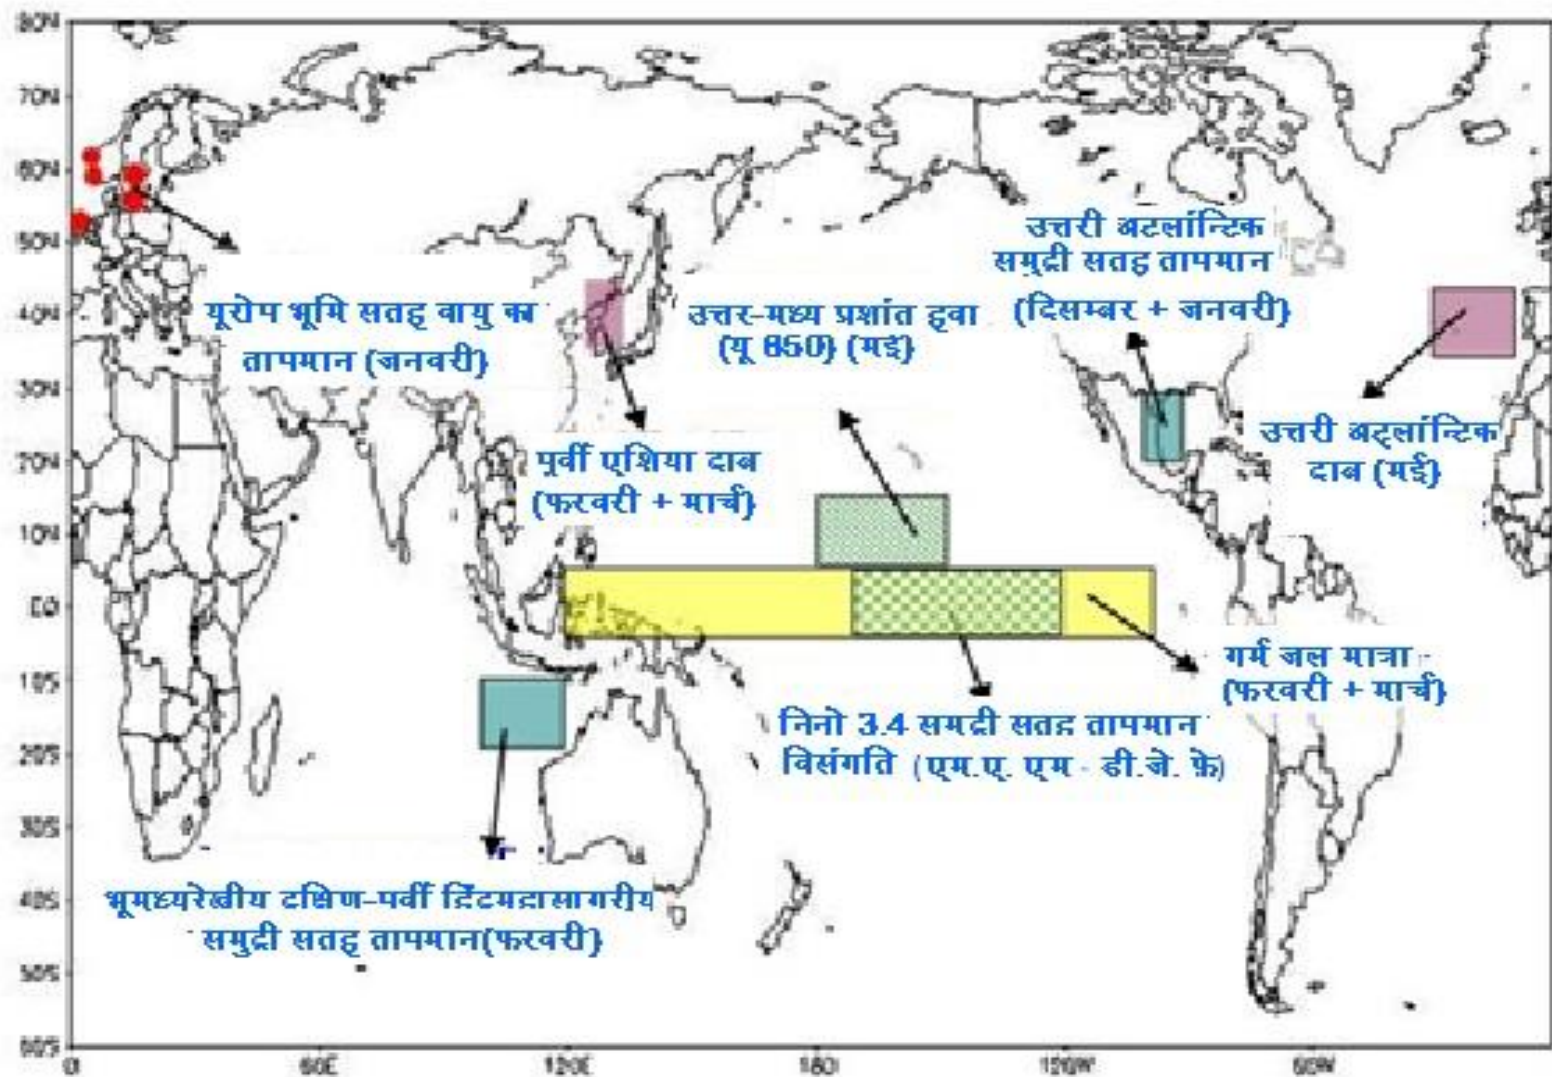 80N
70N
60N
50N
40N
30N
20N
10N
EQ
10S
20S
30S
40S
50S
60S
0
60E
120E
180
120W
60W
यूरोप भूमि सतह वायु का
तापमान (जनवरी)
पूर्वी एशिया दाब
(फरवरी + मार्च)
उत्तर-मध्य प्रशांत हवा
(यू 850) (मई)
उत्तरी अटलांन्टिक
समुद्री सतह तापमान
(दिसम्बर + जनवरी)
उत्तरी अट्लांन्टिक
दाब (मई)
गर्म जल मात्रा -
(फरवरी + मार्च)
निनो 3.4 समुद्री सतह तापमान
विसंगति (एम.ए. एम - डी.जे. फ़े)
भूमध्यरेखीय दक्षिण-पूर्वी हिंदमहासागरीय
समुद्री सतह तापमान(फरवरी)